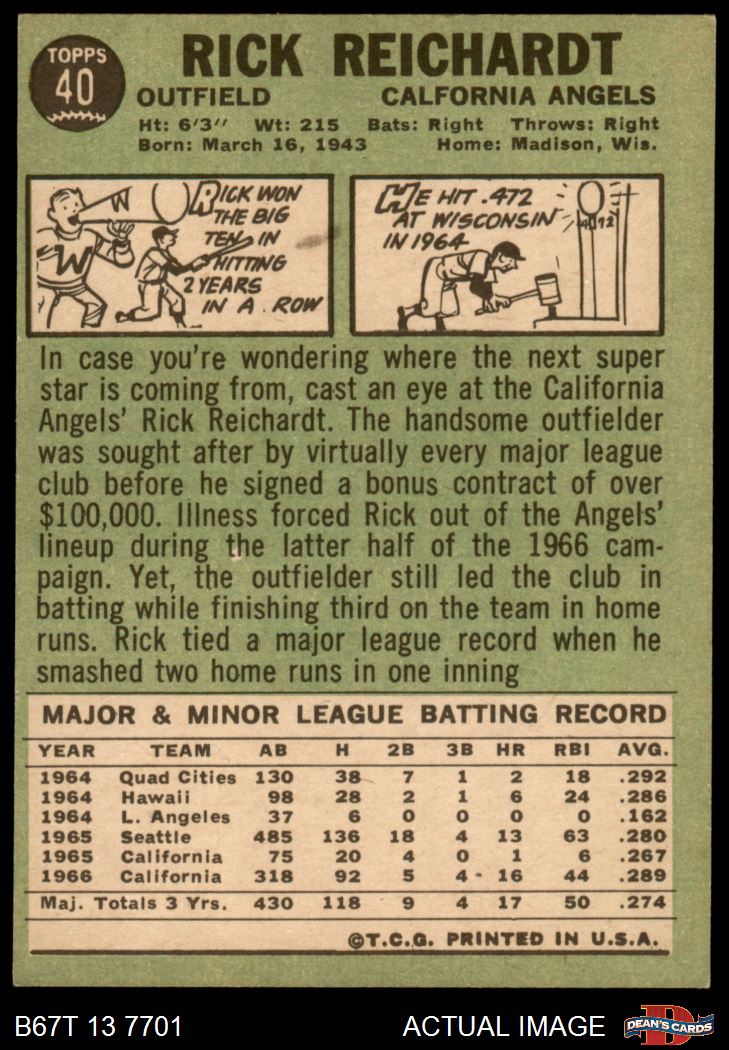 TOPPS
40
RICK REICHARDT
OUTFIELD CALFORNIA ANGELS
Ht: 6'3" Wt: 215 Bats: Right Throws: Right
Born: March 16, 1943 Home: Madison, Wis.
W
W
RICK WON
THE BIG
TEN IN
HITTING
2 YEARS
IN A ROW
HE HIT .472
AT WISCONSIN
IN 1964
.472
In case you're wondering where the next super
star is coming from, cast an eye at the California
Angels' Rick Reichardt. The handsome outfielder
was sought after by virtually every major league
club before he signed a bonus contract of over
$100,000. Illness forced Rick out of the Angels'
lineup during the latter half of the 1966 cam-
paign. Yet, the outfielder still led the club in
batting while finishing third on the team in home
runs. Rick tied a major league record when he
smashed two home runs in one inning
MAJOR & MINOR LEAGUE BATTING RECORD
YEAR TEAM AB H 2B 3B HR RBI AVG.
1964 Quad Cities 130 38 7 1 2 18 .292
1964 Hawaii 98 28 2 1 6 24 .286
1964 L. Angeles 37 6 0 0 0 0 .162
1965 Seattle 485 136 18 4 13 63 .280
1965 California 75 20 4 0 1 6 .267
1966 California 318 92 5 4 16 44 .289
Maj. Totals 3 Yrs. 430 118 9 4 17 50 .274
©T.C.G. PRINTED IN U.S.A.
B67T 13 7701 ACTUAL IMAGE
D
DEAN'S CARDS